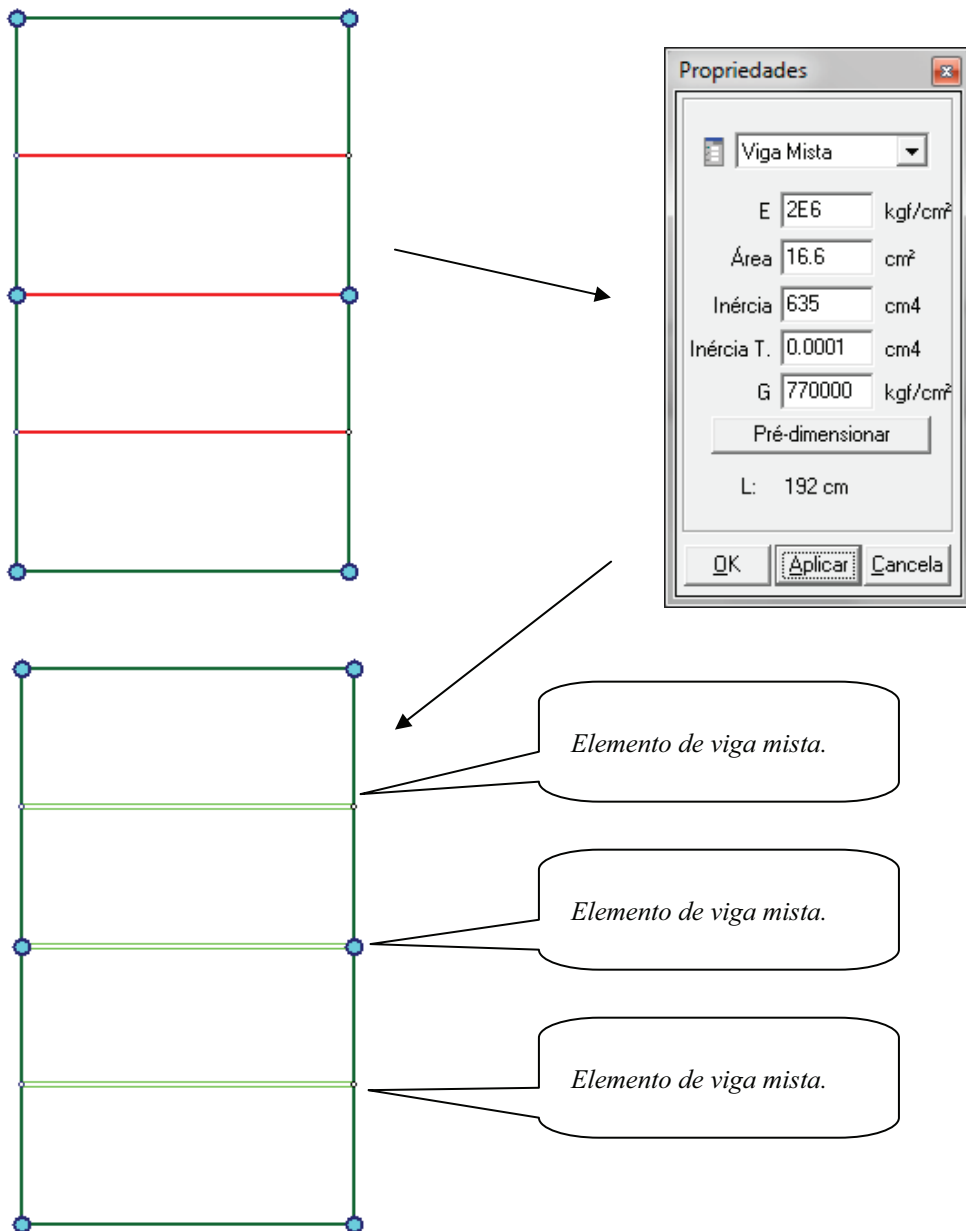 Propriedades
Viga Mista
E 2E6 kgf/cm²
Área 16.6 cm²
Inércia 635 cm4
Inércia T. 0.0001 cm4
G 770000 kgf/cm²
Pré-dimensionar
L: 192 cm
OK Aplicar Cancela
Elemento de viga mista.
Elemento de viga mista.
Elemento de viga mista.